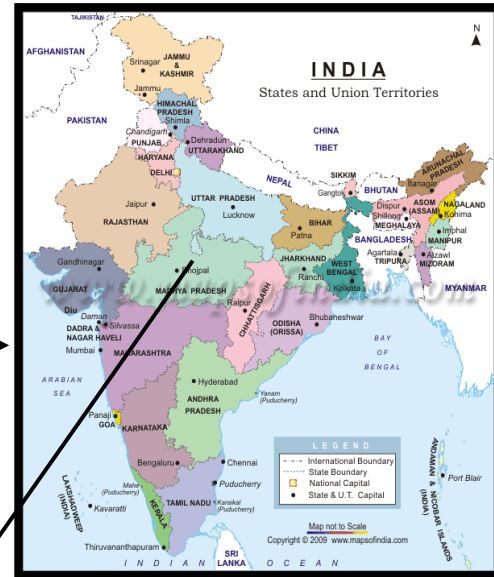 TAJIKISTAN
AFGHANISTAN
JAMMU
&
KASHMIR
Srinagar
Jammu
N
INDIA
States and Union Territories
HIMACHAL
PRADESH
Shimla
PAKISTAN
Chandigarh
PUNJAB
Dehradun
UTTARAKHAND
HARYANA
DELHI
CHINA
TIBET
NEPAL
SIKKIM
Gangtok
BHUTAN
ARUNACHAL
PRADESH
Itanagar
Jaipur
RAJASTHAN
UTTAR PRADESH
Lucknow
BIHAR
Patna
Dispur
ASOM
(ASSAM)
NAGALAND
Kohima
Shillong
MEGHALAYA
Imphal
MANIPUR
BANGLADESH
Agartala
TRIPURA
Aizawl
MIZORAM
MYANMAR
Gandhinagar
GUJARAT
Bhopal
MADHYA PRADESH
JHARKHAND
Ranchi
WEST
BENGAL
Kolkata
www.mapsofindia.com
Diu
Daman
DADRA &
NAGAR HAVELI
Silvassa
Raipur
CHHATTISGARH
Bhubaneshwar
ODISHA
(ORISSA)
Mumbai
MAHARASHTRA
ARABIAN
SEA
BAY
OF
BENGAL
Hyderabad
ANDHRA
PRADESH
Yanam
(Puducherry)
Panaji
GOA
KARNATAKA
Bengaluru
Chennai
Mahe
(Puducherry)
Puducherry
Karaikal
(Puducherry)
TAMIL NADU
KERALA
LAKSHADWEEP
(INDIA)
Kavaratti
Thiruvananthapuram
SRI
LANKA
INDIAN OCEAN
LEGEND
International Boundary
State Boundary
National Capital
State & U.T. Capital
Map not to Scale
Copyright © 2009 www.mapsofindia.com
ANDAMAN & NICOBAR ISLANDS
(INDIA)
Port Blair